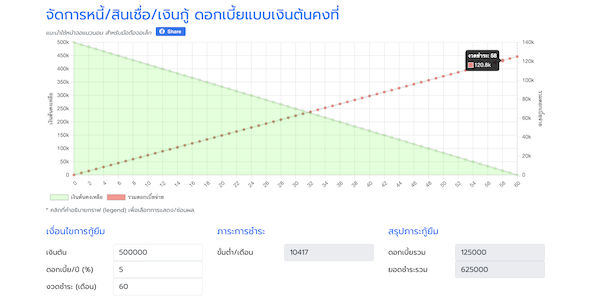 จัดการหนี้/สินเชื่อ/เงินกู้ ดอกเบี้ยแบบเงินต้นคงที่
แนะนำใช้หน้าจอแนวนอน สำหรับมือถือจอเล็ก Share
500k 140k
450k 120k
400k
350k 100k
300k 80k
250k
200k 60k
150k 40k
100k
50k 20k
0 0
เงินต้นคงเหลือ
รวมดอกเบี้ยจ่าย
งวดชำระ: 58
120.8k
0 2 4 6 8 10 12 14 16 18 20 22 24 26 28 30 32 34 36 38 40 42 44 46 48 50 52 54 56 58 60
เงินต้นคงเหลือ รวมดอกเบี้ยจ่าย
* คลิกที่คำอธิบายกราฟ (legend) เพื่อเลือกการแสดง/ซ่อนผล
เงื่อนไขการกู้ยืม ภาระการชำระ สรุปภาระกู้ยืม
เงินต้น 500000 ขั้นต่ำ/เดือน 10417 ดอกเบี้ยรวม 125000
ดอกเบี้ย/ปี (%) 5 ยอดชำระรวม 625000
งวดชำระ (เดือน) 60